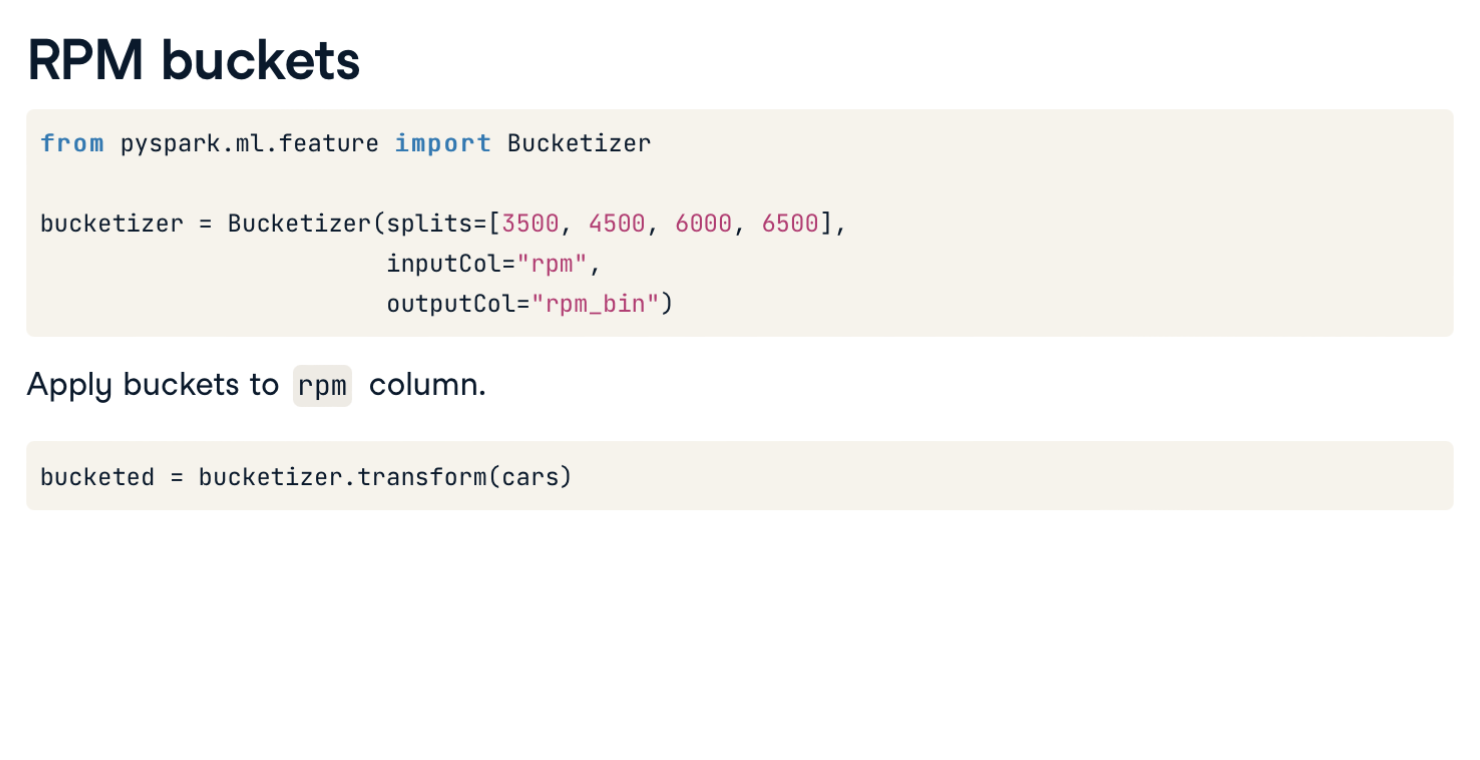 RPM buckets
from pyspark.ml.feature import Bucketizer
bucketizer = Bucketizer(splits=[3500, 4500, 6000, 6500],
                        inputCol="rpm",
                        outputCol="rpm_bin")
Apply buckets to rpm column.
bucketed = bucketizer.transform(cars)